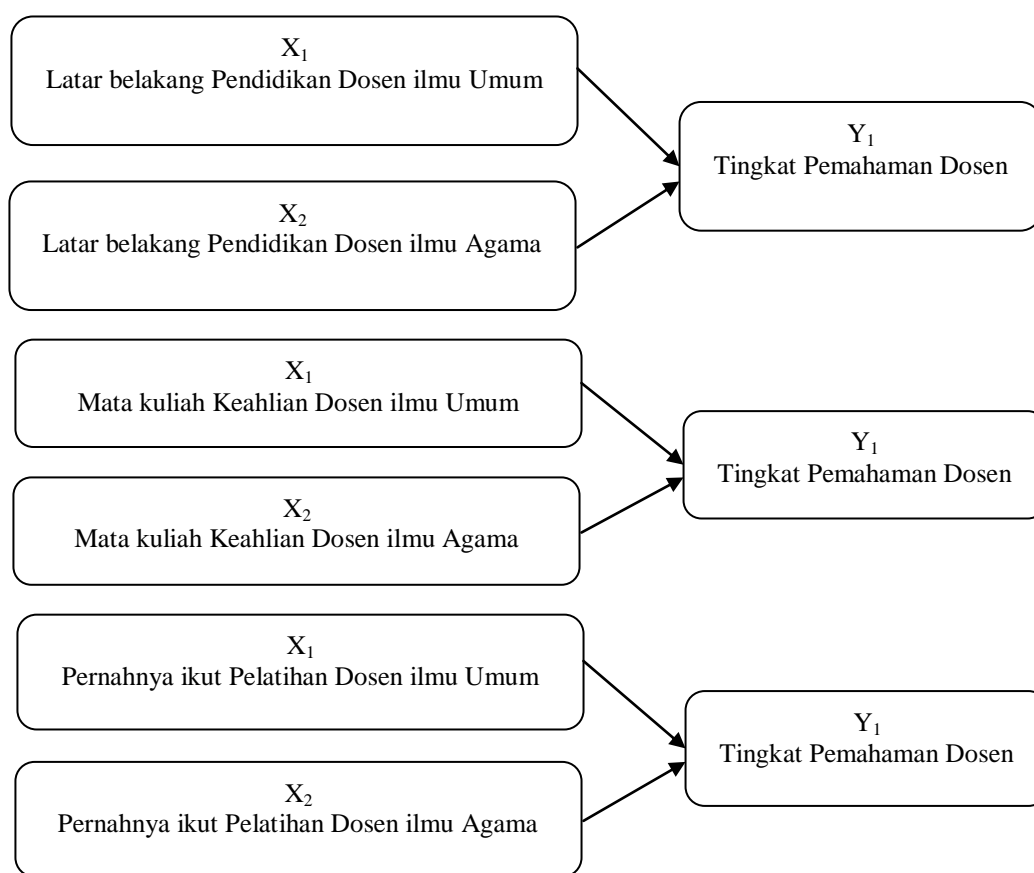 X₁
Latar belakang Pendidikan Dosen ilmu Umum
Y₁
Tingkat Pemahaman Dosen
X₂
Latar belakang Pendidikan Dosen ilmu Agama
X₁
Mata kuliah Keahlian Dosen ilmu Umum
Y₁
Tingkat Pemahaman Dosen
X₂
Mata kuliah Keahlian Dosen ilmu Agama
X₁
Pernahnya ikut Pelatihan Dosen ilmu Umum
Y₁
Tingkat Pemahaman Dosen
X₂
Pernahnya ikut Pelatihan Dosen ilmu Agama